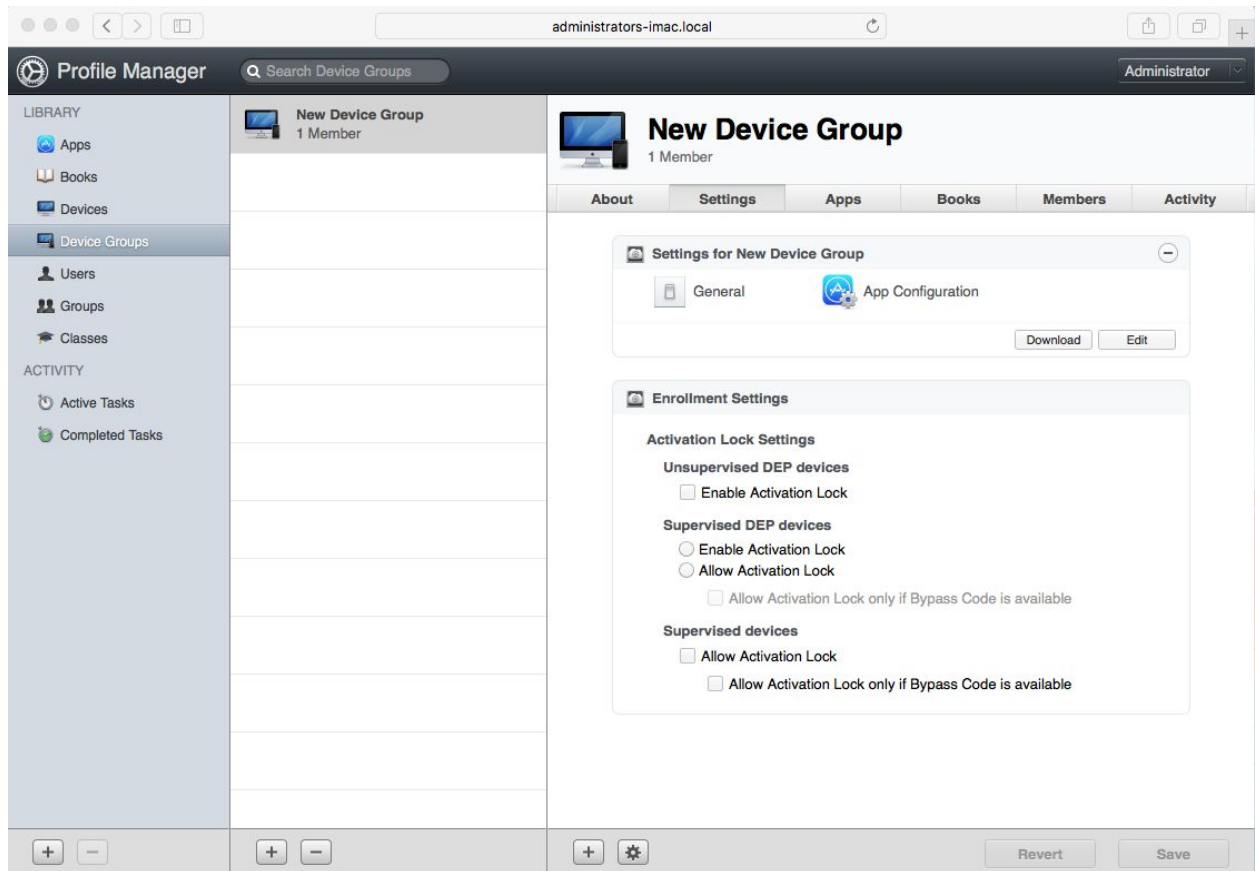 administrators-imac.local
Profile Manager
Search Device Groups
Administrator
LIBRARY
Apps
Books
Devices
Device Groups
Users
Groups
Classes
ACTIVITY
Active Tasks
Completed Tasks
New Device Group
1 Member
New Device Group
1 Member
About Settings Apps Books Members Activity
Settings for New Device Group
General App Configuration
Download Edit
Enrollment Settings
Activation Lock Settings
Unsupervised DEP devices
Enable Activation Lock
Supervised DEP devices
Enable Activation Lock
Allow Activation Lock
Allow Activation Lock only if Bypass Code is available
Supervised devices
Allow Activation Lock
Allow Activation Lock only if Bypass Code is available
Revert Save